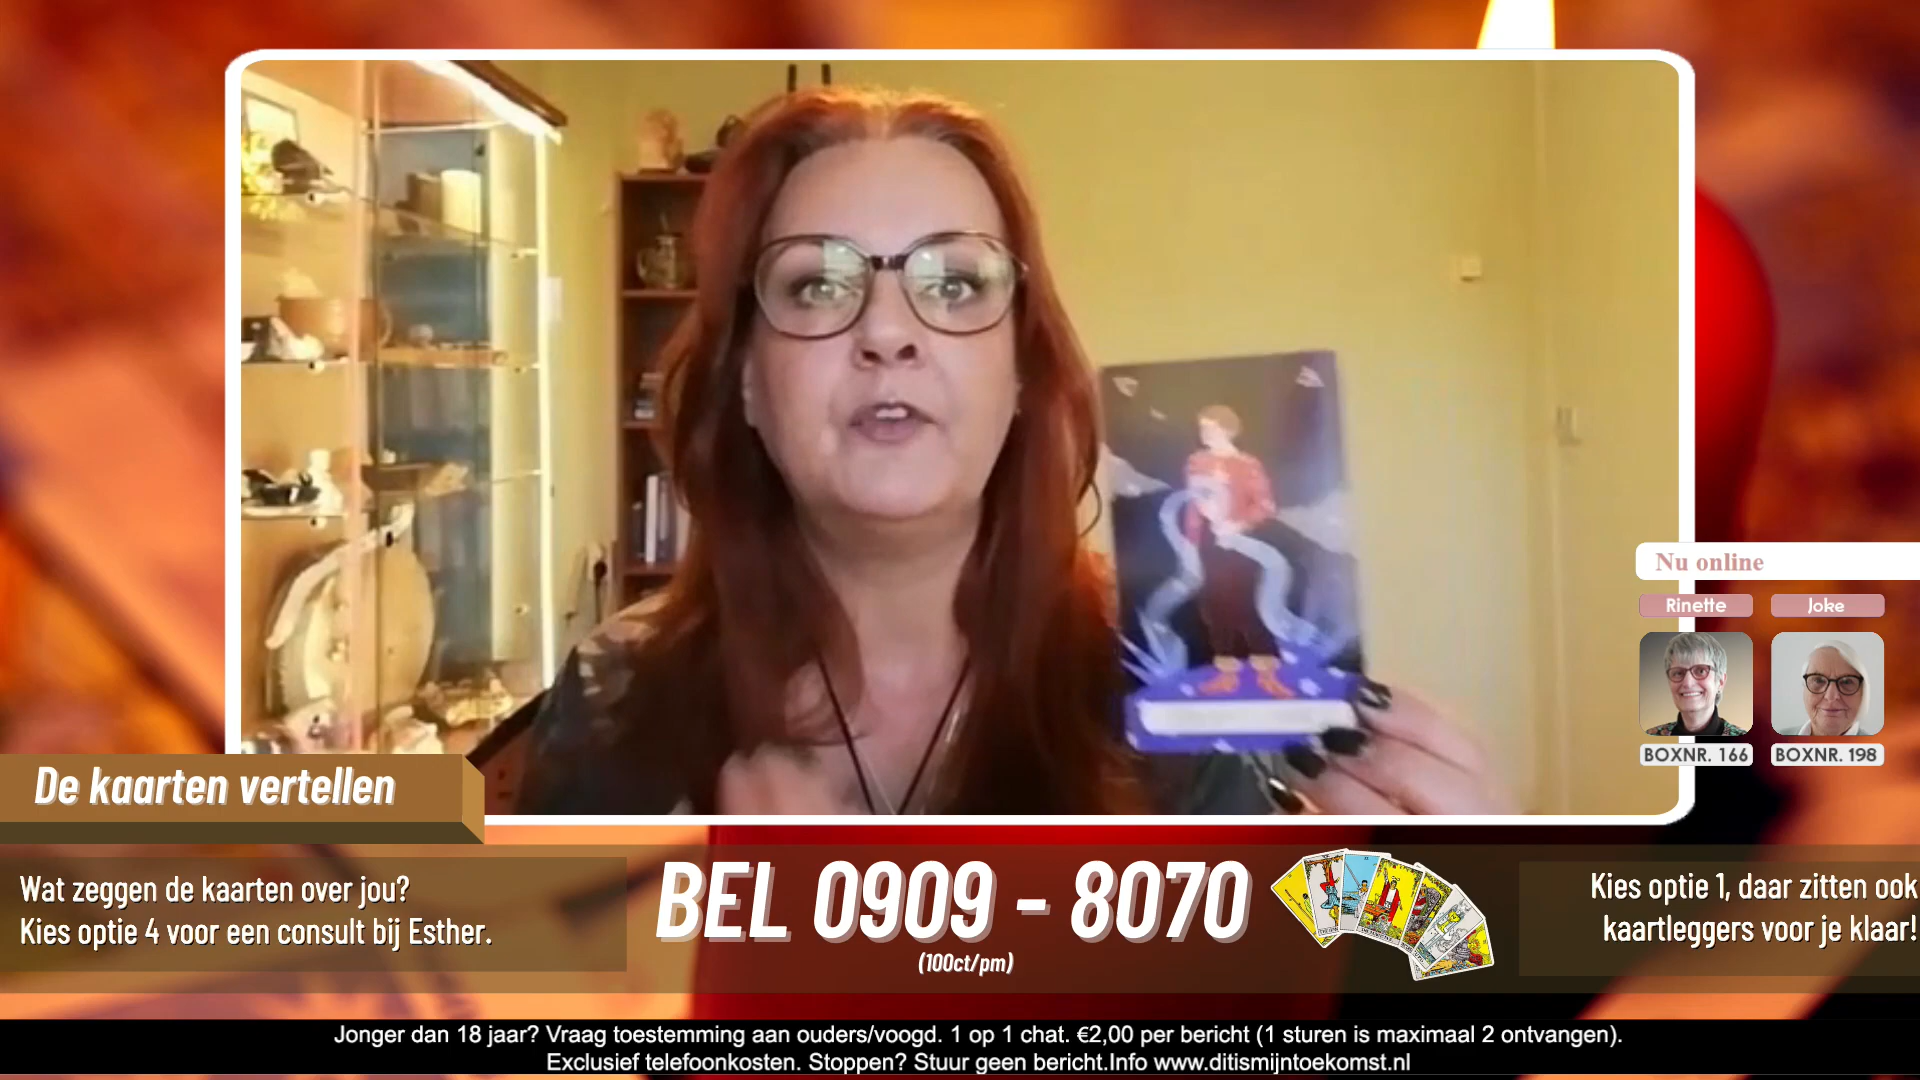 Nu online
Rinette
Joke
BOXNR. 166
BOXNR. 198
De kaarten vertellen
Wat zeggen de kaarten over jou?
Kies optie 4 voor een consult bij Esther.
BEL 0909 - 8070
(100ct/pm)
Kies optie 1, daar zitten ook
kaartleggers voor je klaar!
Jonger dan 18 jaar? Vraag toestemming aan ouders/voogd. 1 op 1 chat. €2,00 per bericht (1 sturen is maximaal 2 ontvangen).
Exclusief telefoonkosten. Stoppen? Stuur geen bericht.Info www.ditismijntoekomst.nl